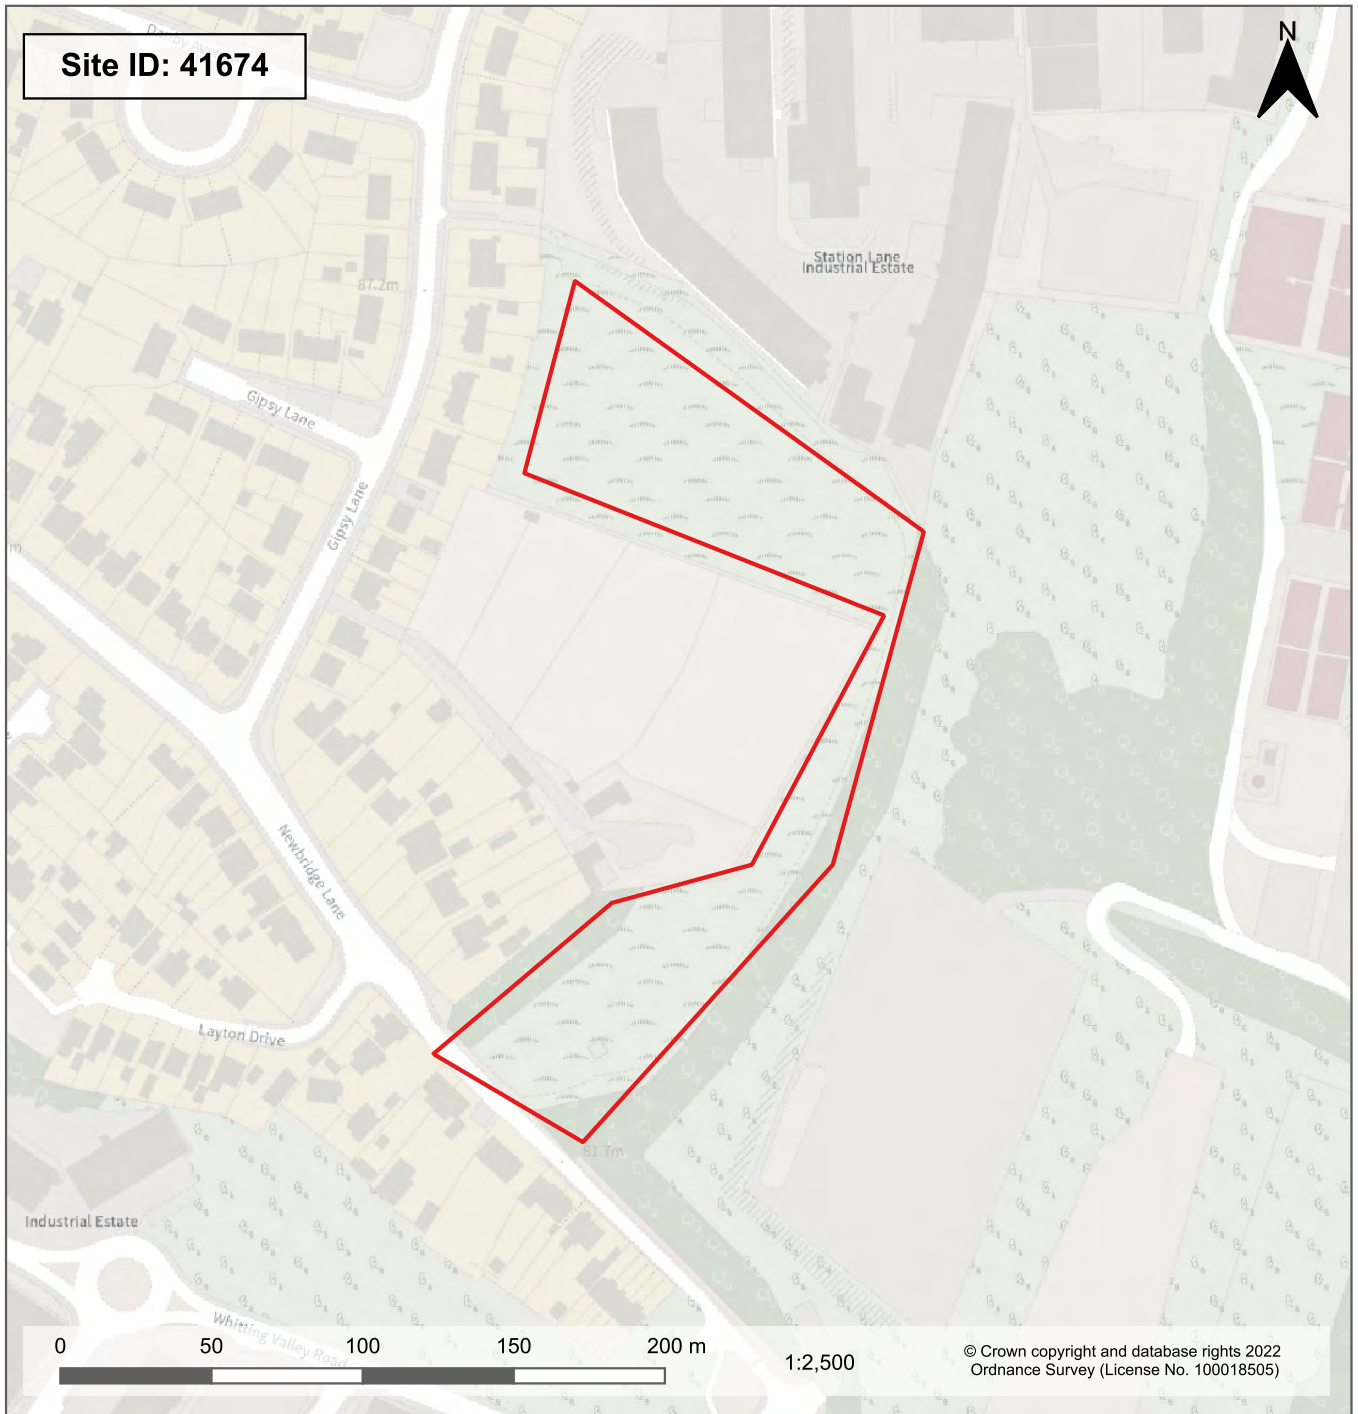 Danby Avenue
Site ID: 41674
N
Station Lane
Industrial Estate
87.2m
Gipsy Lane
Gipsy Lane
m
Newbridge Lane
Layton Drive
81.7m
Industrial Estate
Whitting Valley Road
0 50 100 150 200 m
1:2,500
© Crown copyright and database rights 2022
Ordnance Survey (License No. 100018505)